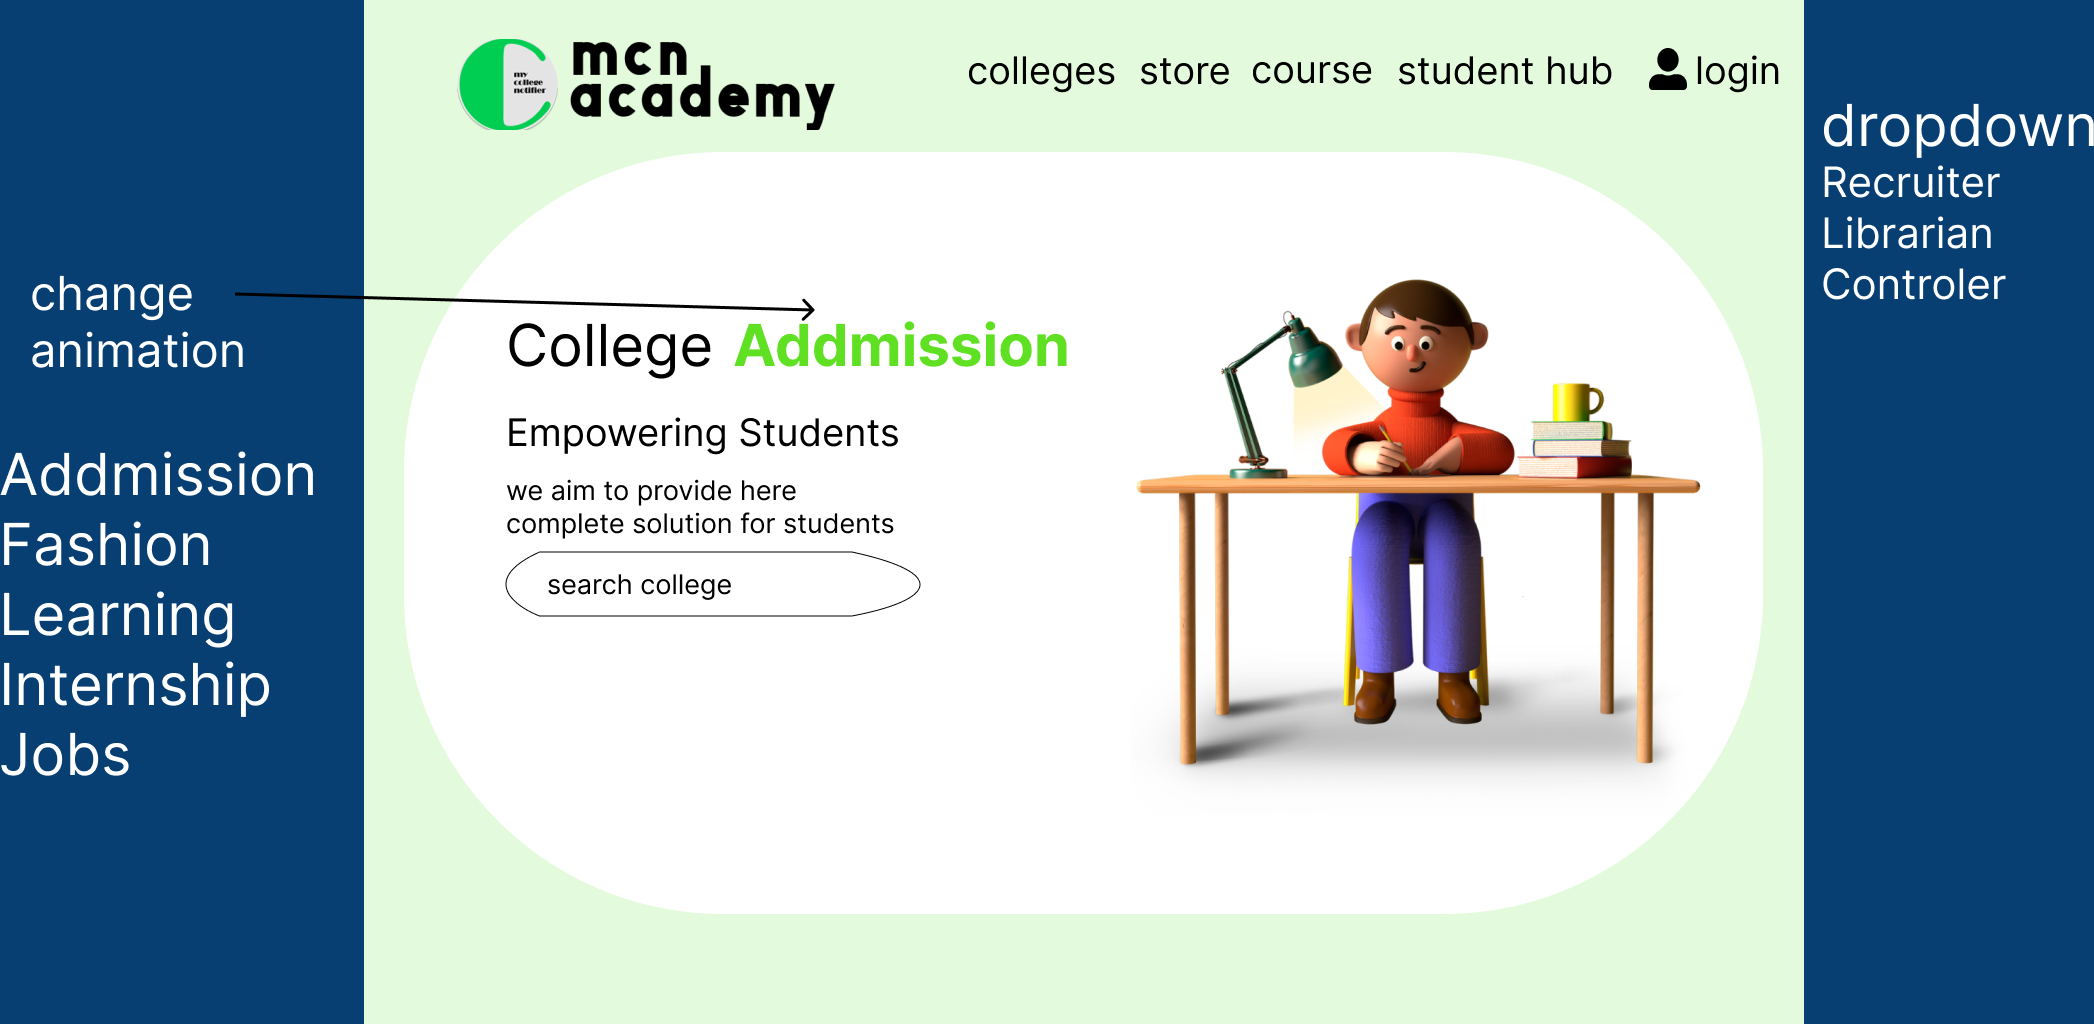 my
college
notifier
mcn
academy
colleges store course student hub login
dropdown
Recruiter
Librarian
Controler
change
animation
Addmission
Fashion
Learning
Internship
Jobs
College Addmission
Empowering Students
we aim to provide here
complete solution for students
search college